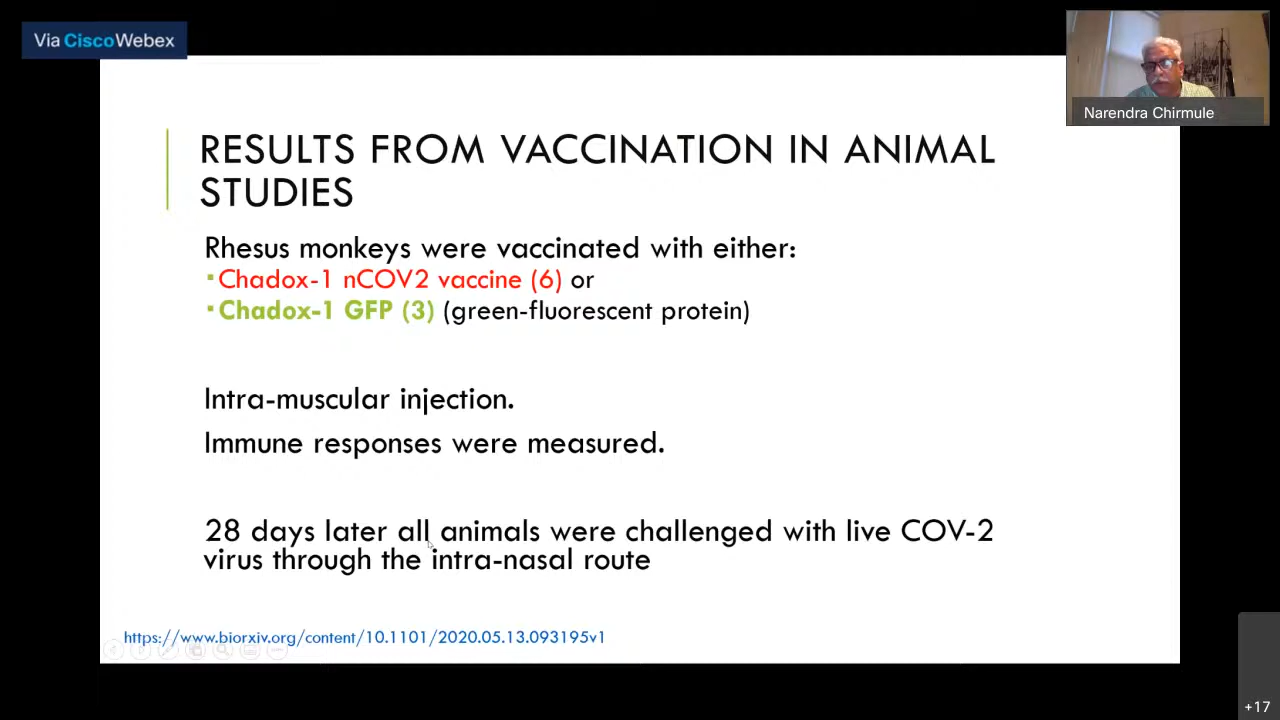 Via CiscoWebex
Narendra Chirmule
RESULTS FROM VACCINATION IN ANIMAL
STUDIES
Rhesus monkeys were vaccinated with either:
▪Chadox-1 nCOV2 vaccine (6) or
▪Chadox-1 GFP (3) (green-fluorescent protein)
Intra-muscular injection.
Immune responses were measured.
28 days later all animals were challenged with live COV-2
virus through the intra-nasal route
https://www.biorxiv.org/content/10.1101/2020.05.13.093195v1
+17